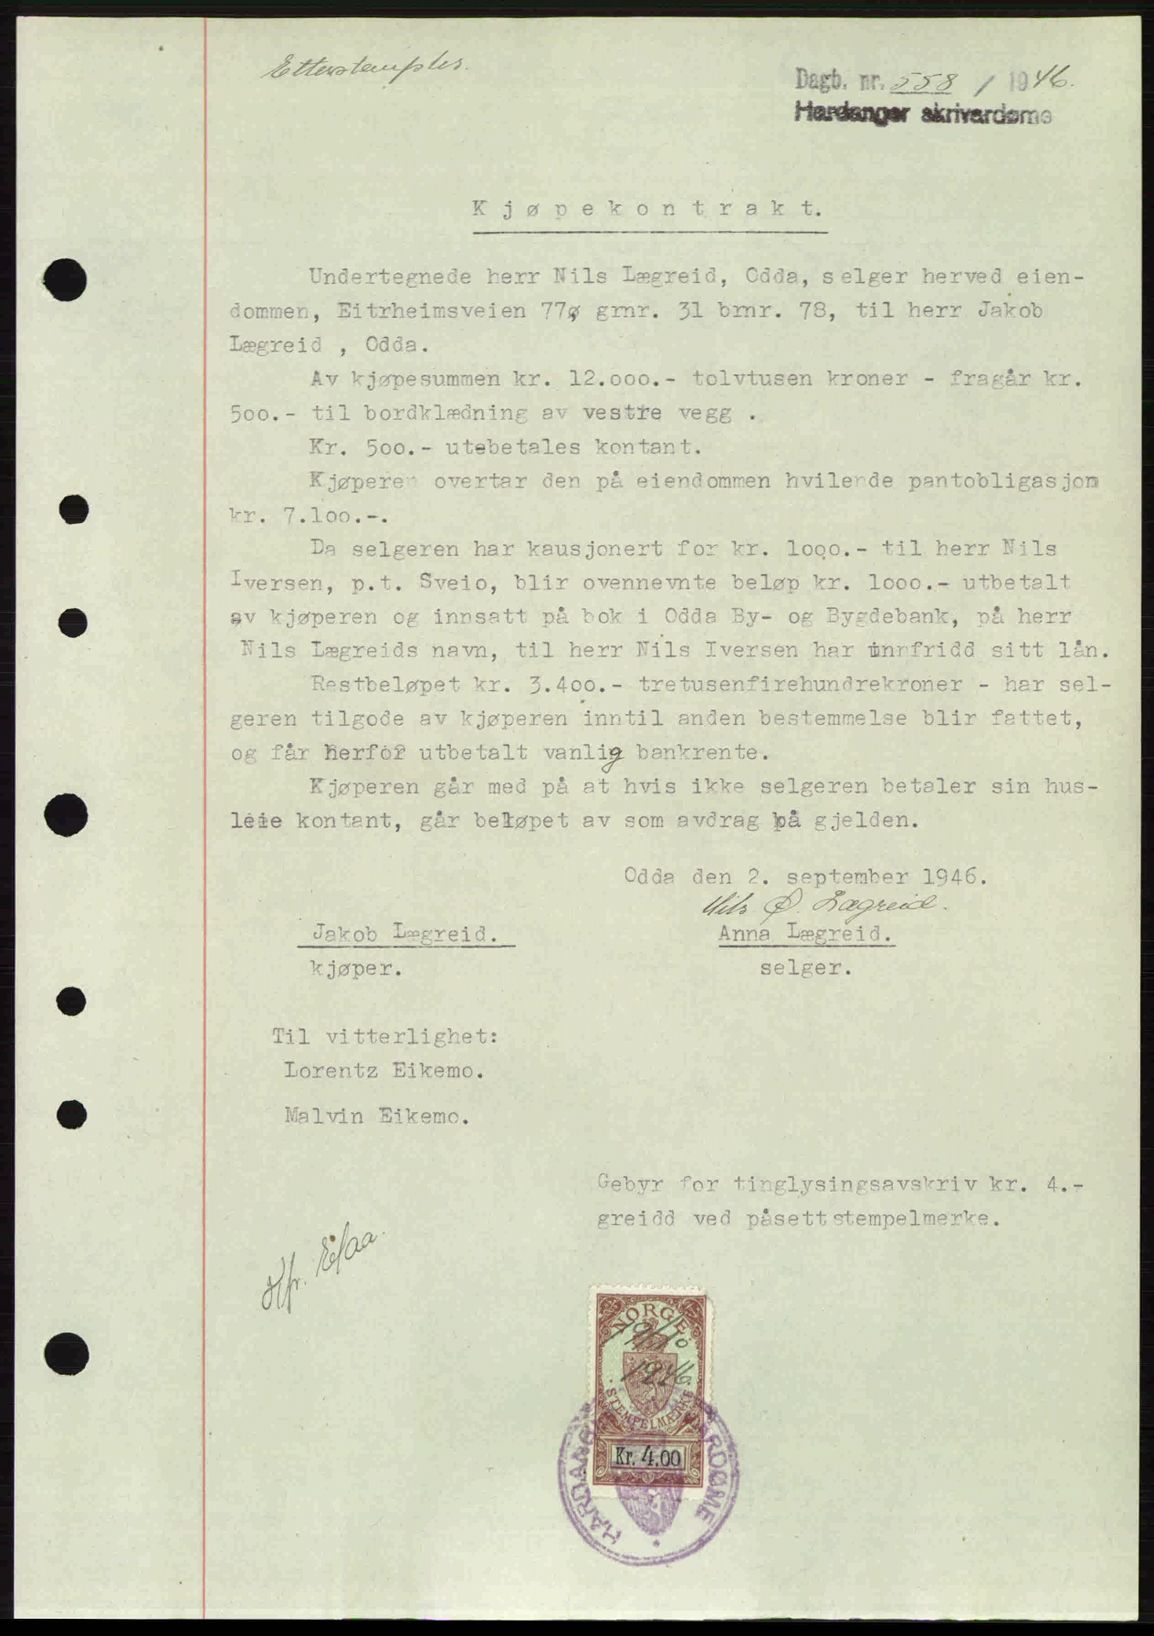 Etterstemples.
Dagb. nr. 558 / 1946.
Hardanger skrivardøme
Kjøpekontrakt.
Undertegnede herr Nils Lægreid, Odda, selger herved eien-
dommen, Eitrheimsveien 77, grnr. 31 brnr. 78, til herr Jakob
Lægreid , Odda.
Av kjøpesummen kr. 12.000.- tolvtusen kroner - fragår kr.
500.- til bordklædning av vestre vegg .
Kr. 500.- utebetales kontant.
Kjøperen overtar den på eiendommen hvilende pantobligasjon
kr. 7.100.-.
Da selgeren har kausjonert for kr. 1000.- til herr Nils
Iversen, p.t. Sveio, blir ovennevnte beløp kr. 1000.- utbetalt
av kjøperen og innsatt på bok i Odda By- og Bygdebank, på herr
Nils Lægreids navn, til herr Nils Iversen har innfridd sitt lån.
Restbeløpet kr. 3.400.- tretusenfirehundrekroner - har sel-
geren tilgode av kjøperen inntil anden bestemmelse blir fattet,
og får herfor utbetalt vanlig bankrente.
Kjøperen går med på at hvis ikke selgeren betaler sin hus-
leie kontant, går beløpet av som avdrag på gjelden.
Odda den 2. september 1946.
Nils Ø. Lægreid.
Jakob Lægreid. Anna Lægreid.
kjøper. selger.
Til vitterlighet:
Lorentz Eikemo.
Malvin Eikemo.
Gebyr for tinglysingsavskriv kr. 4.-
greidd ved påsett stempelmerke.
NORGE
19/10
1946.
STEMPELMERKE
Kr. 4.00